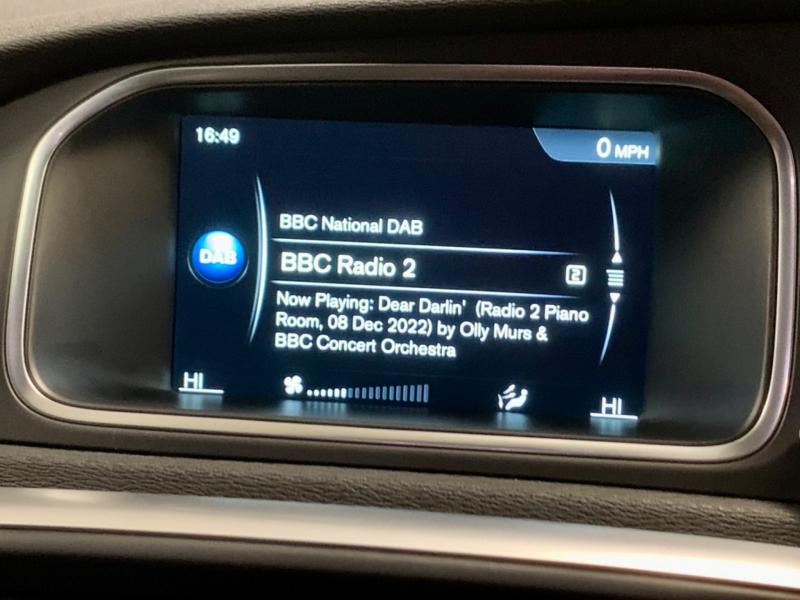 16:49
0 MPH
BBC National DAB
DAB
BBC Radio 2
2
Now Playing: Dear Darlin' (Radio 2 Piano
Room, 08 Dec 2022) by Olly Murs &
BBC Concert Orchestra
HI
HI